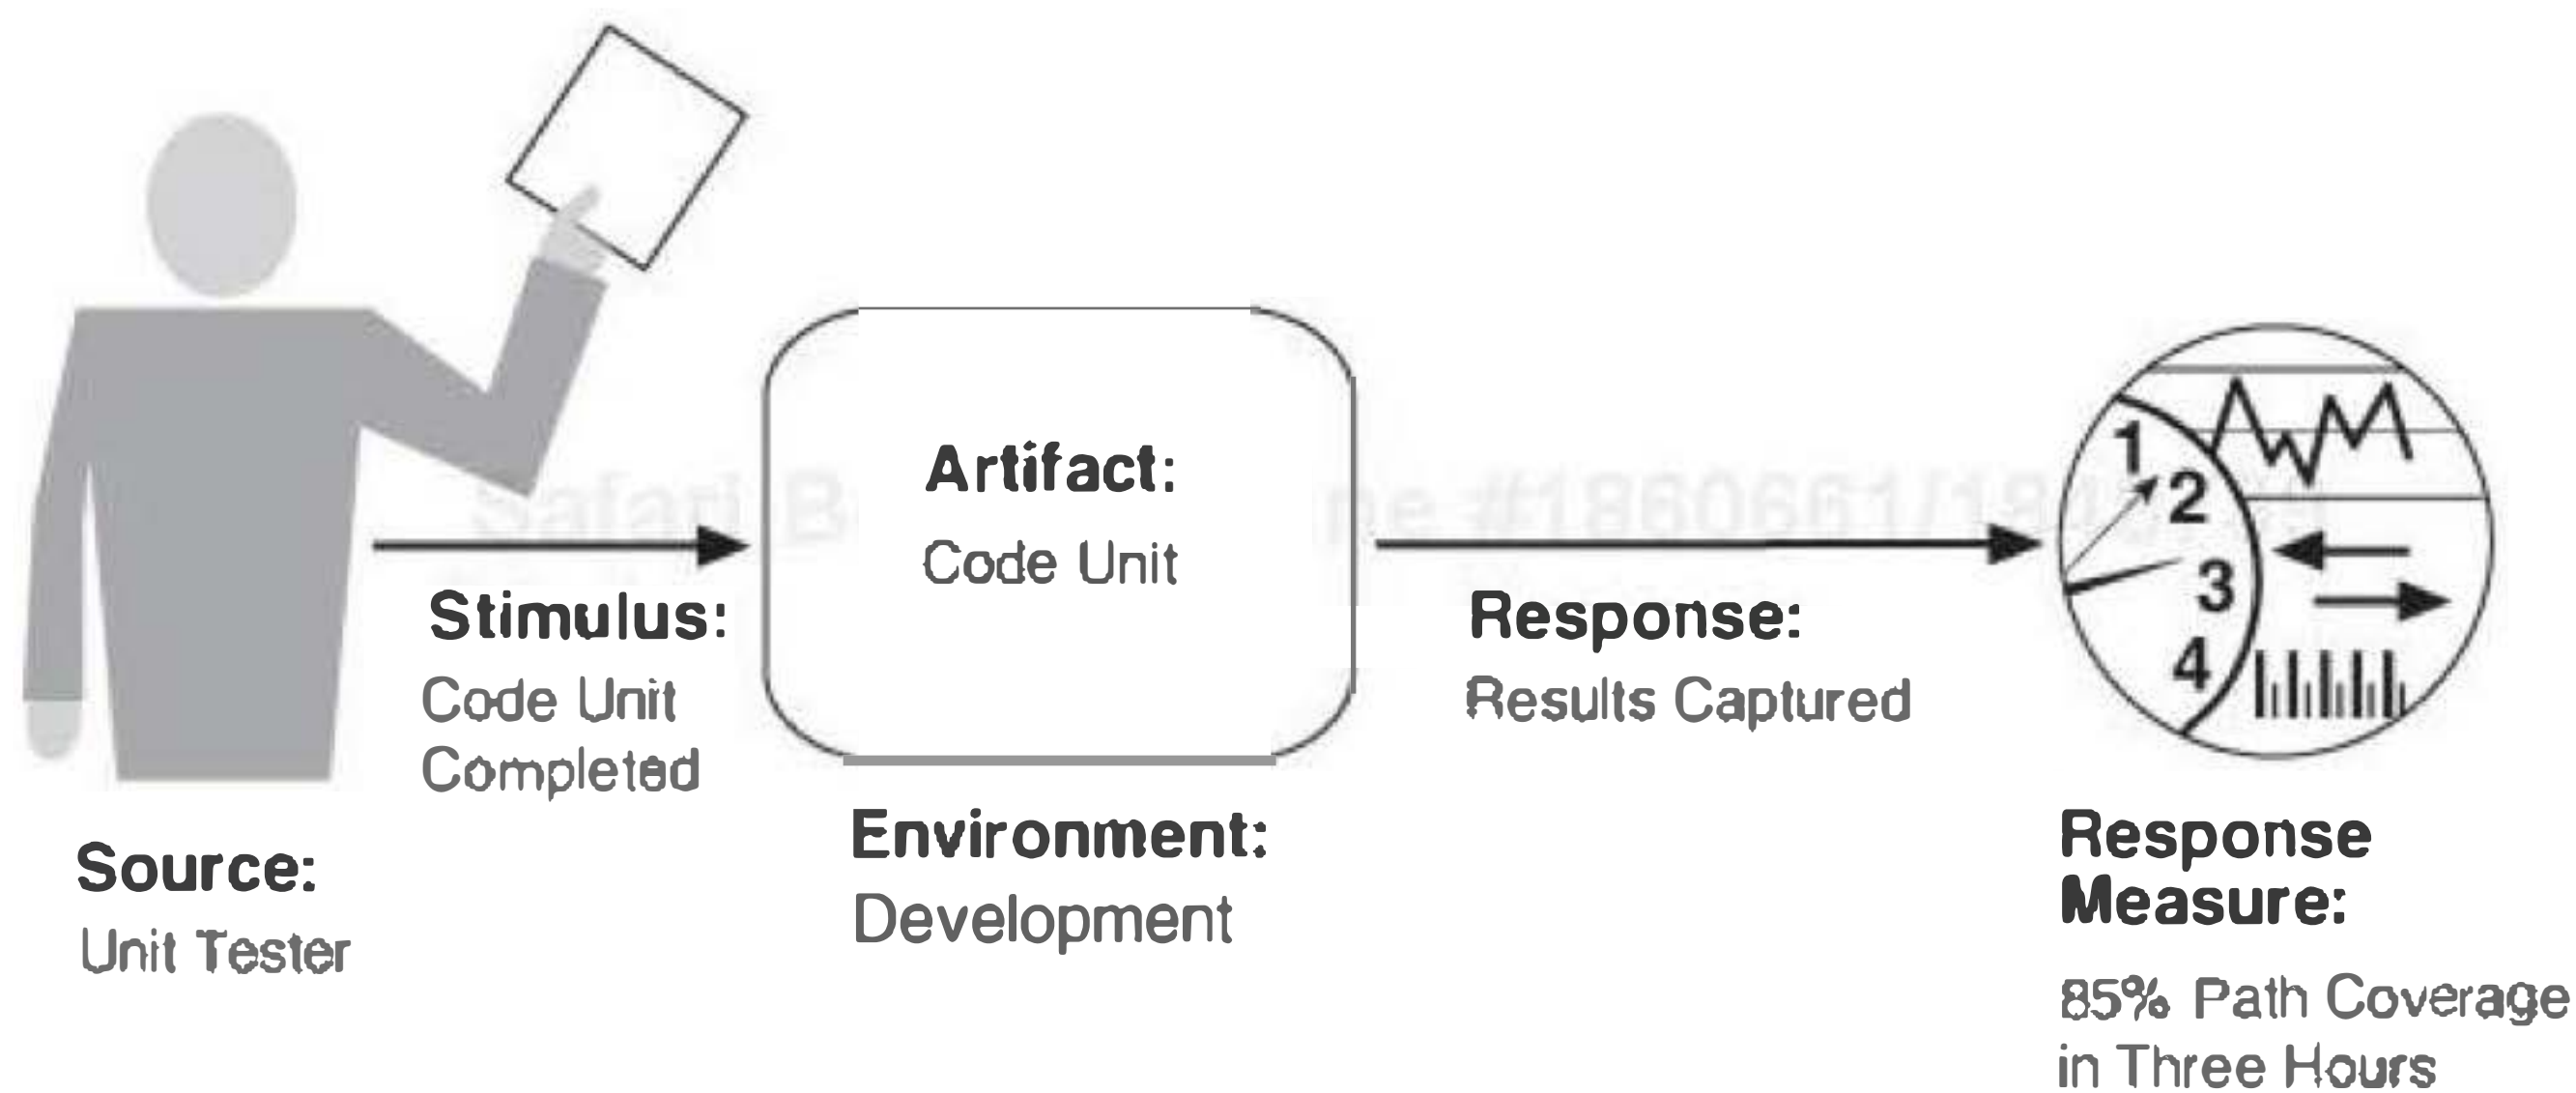 Source:
Unit Tester
Stimulus:
Code Unit
Completed
Artifact:
Code Unit
Environment:
Development
Response:
Results Captured
1
2
3
4
Response
Measure:
85% Path Coverage
in Three Hours